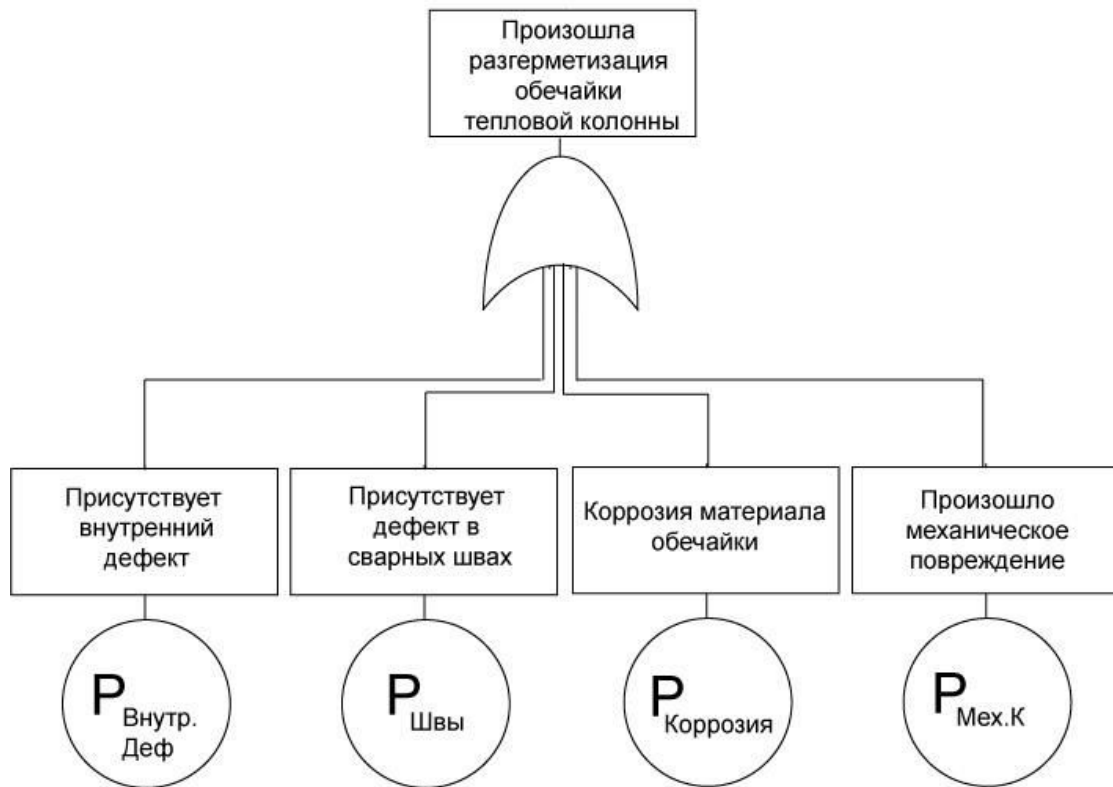 Произошла
разгерметизация
обечайки
тепловой колонны
Присутствует
внутренний
дефект
Присутствует
дефект в
сварных швах
Коррозия материала
обечайки
Произошло
механическое
повреждение
P Внутр.
Деф
P Швы
P Коррозия
P Мех.К